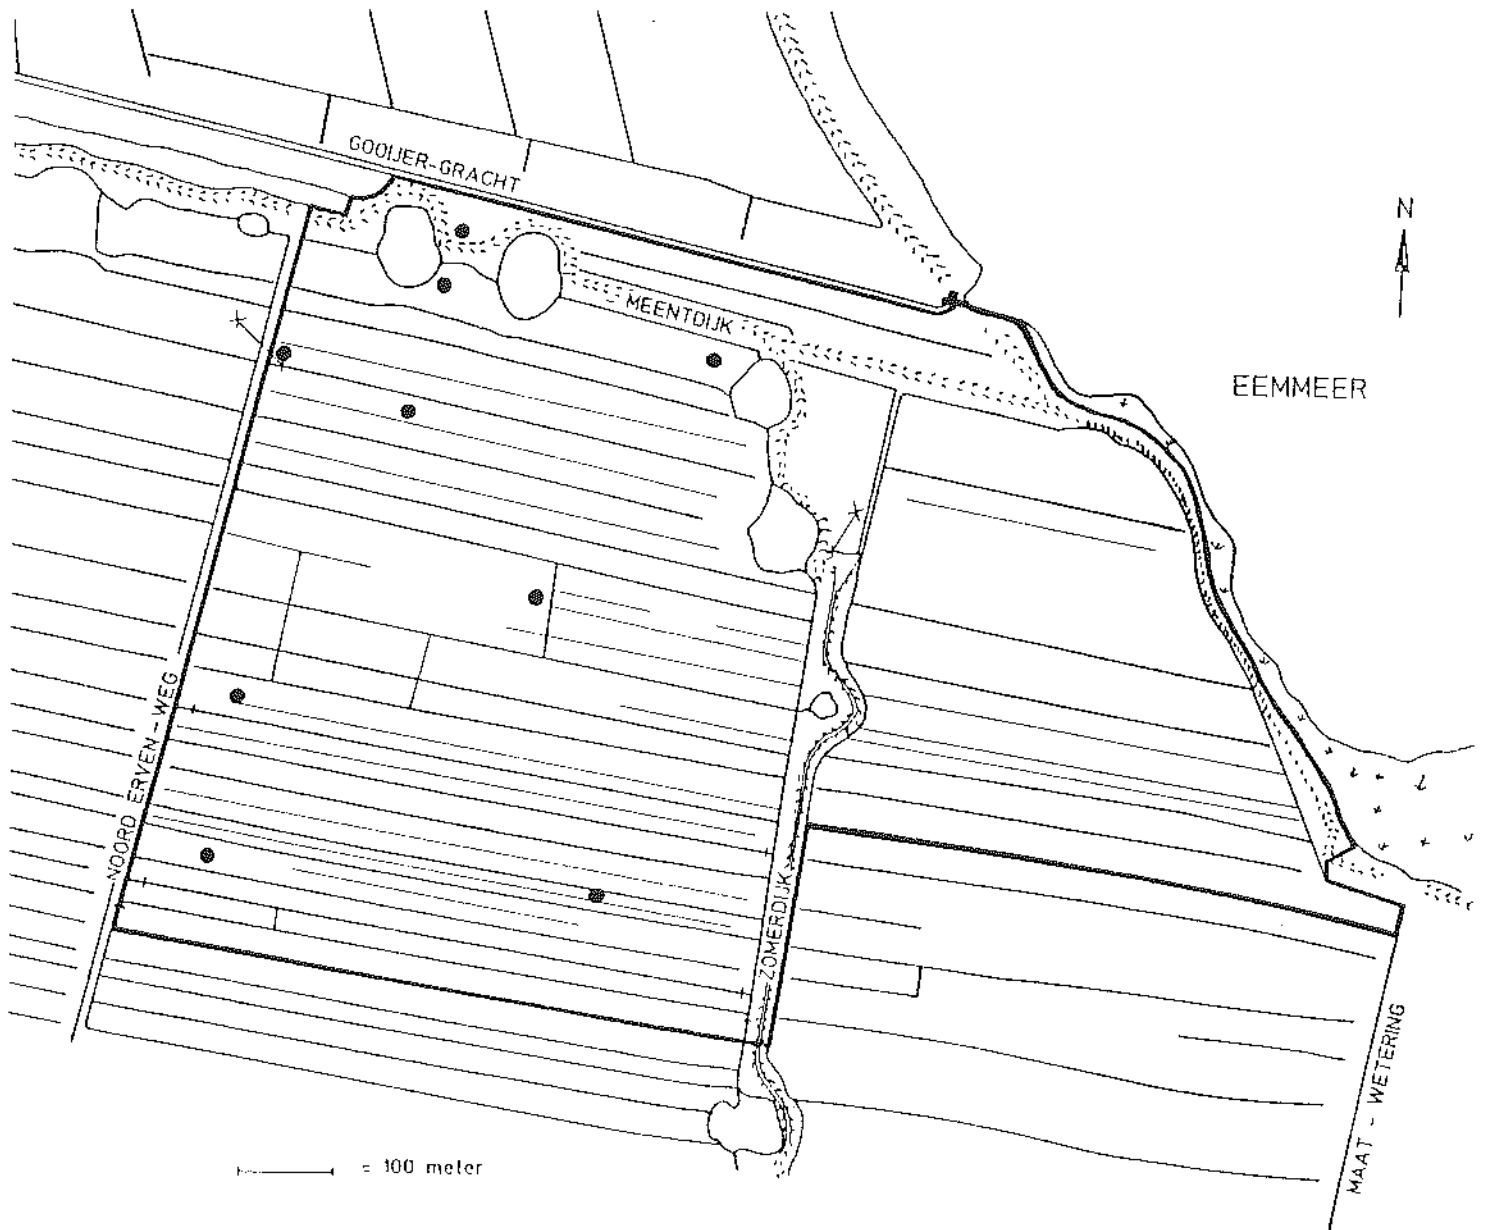 GOOIJER-GRACHT
N
MEENTDIJK
EEMMEER
NOORD ERVEN-WEG
ZOMERDIJK
MAAT - WETERING
= 100 meter